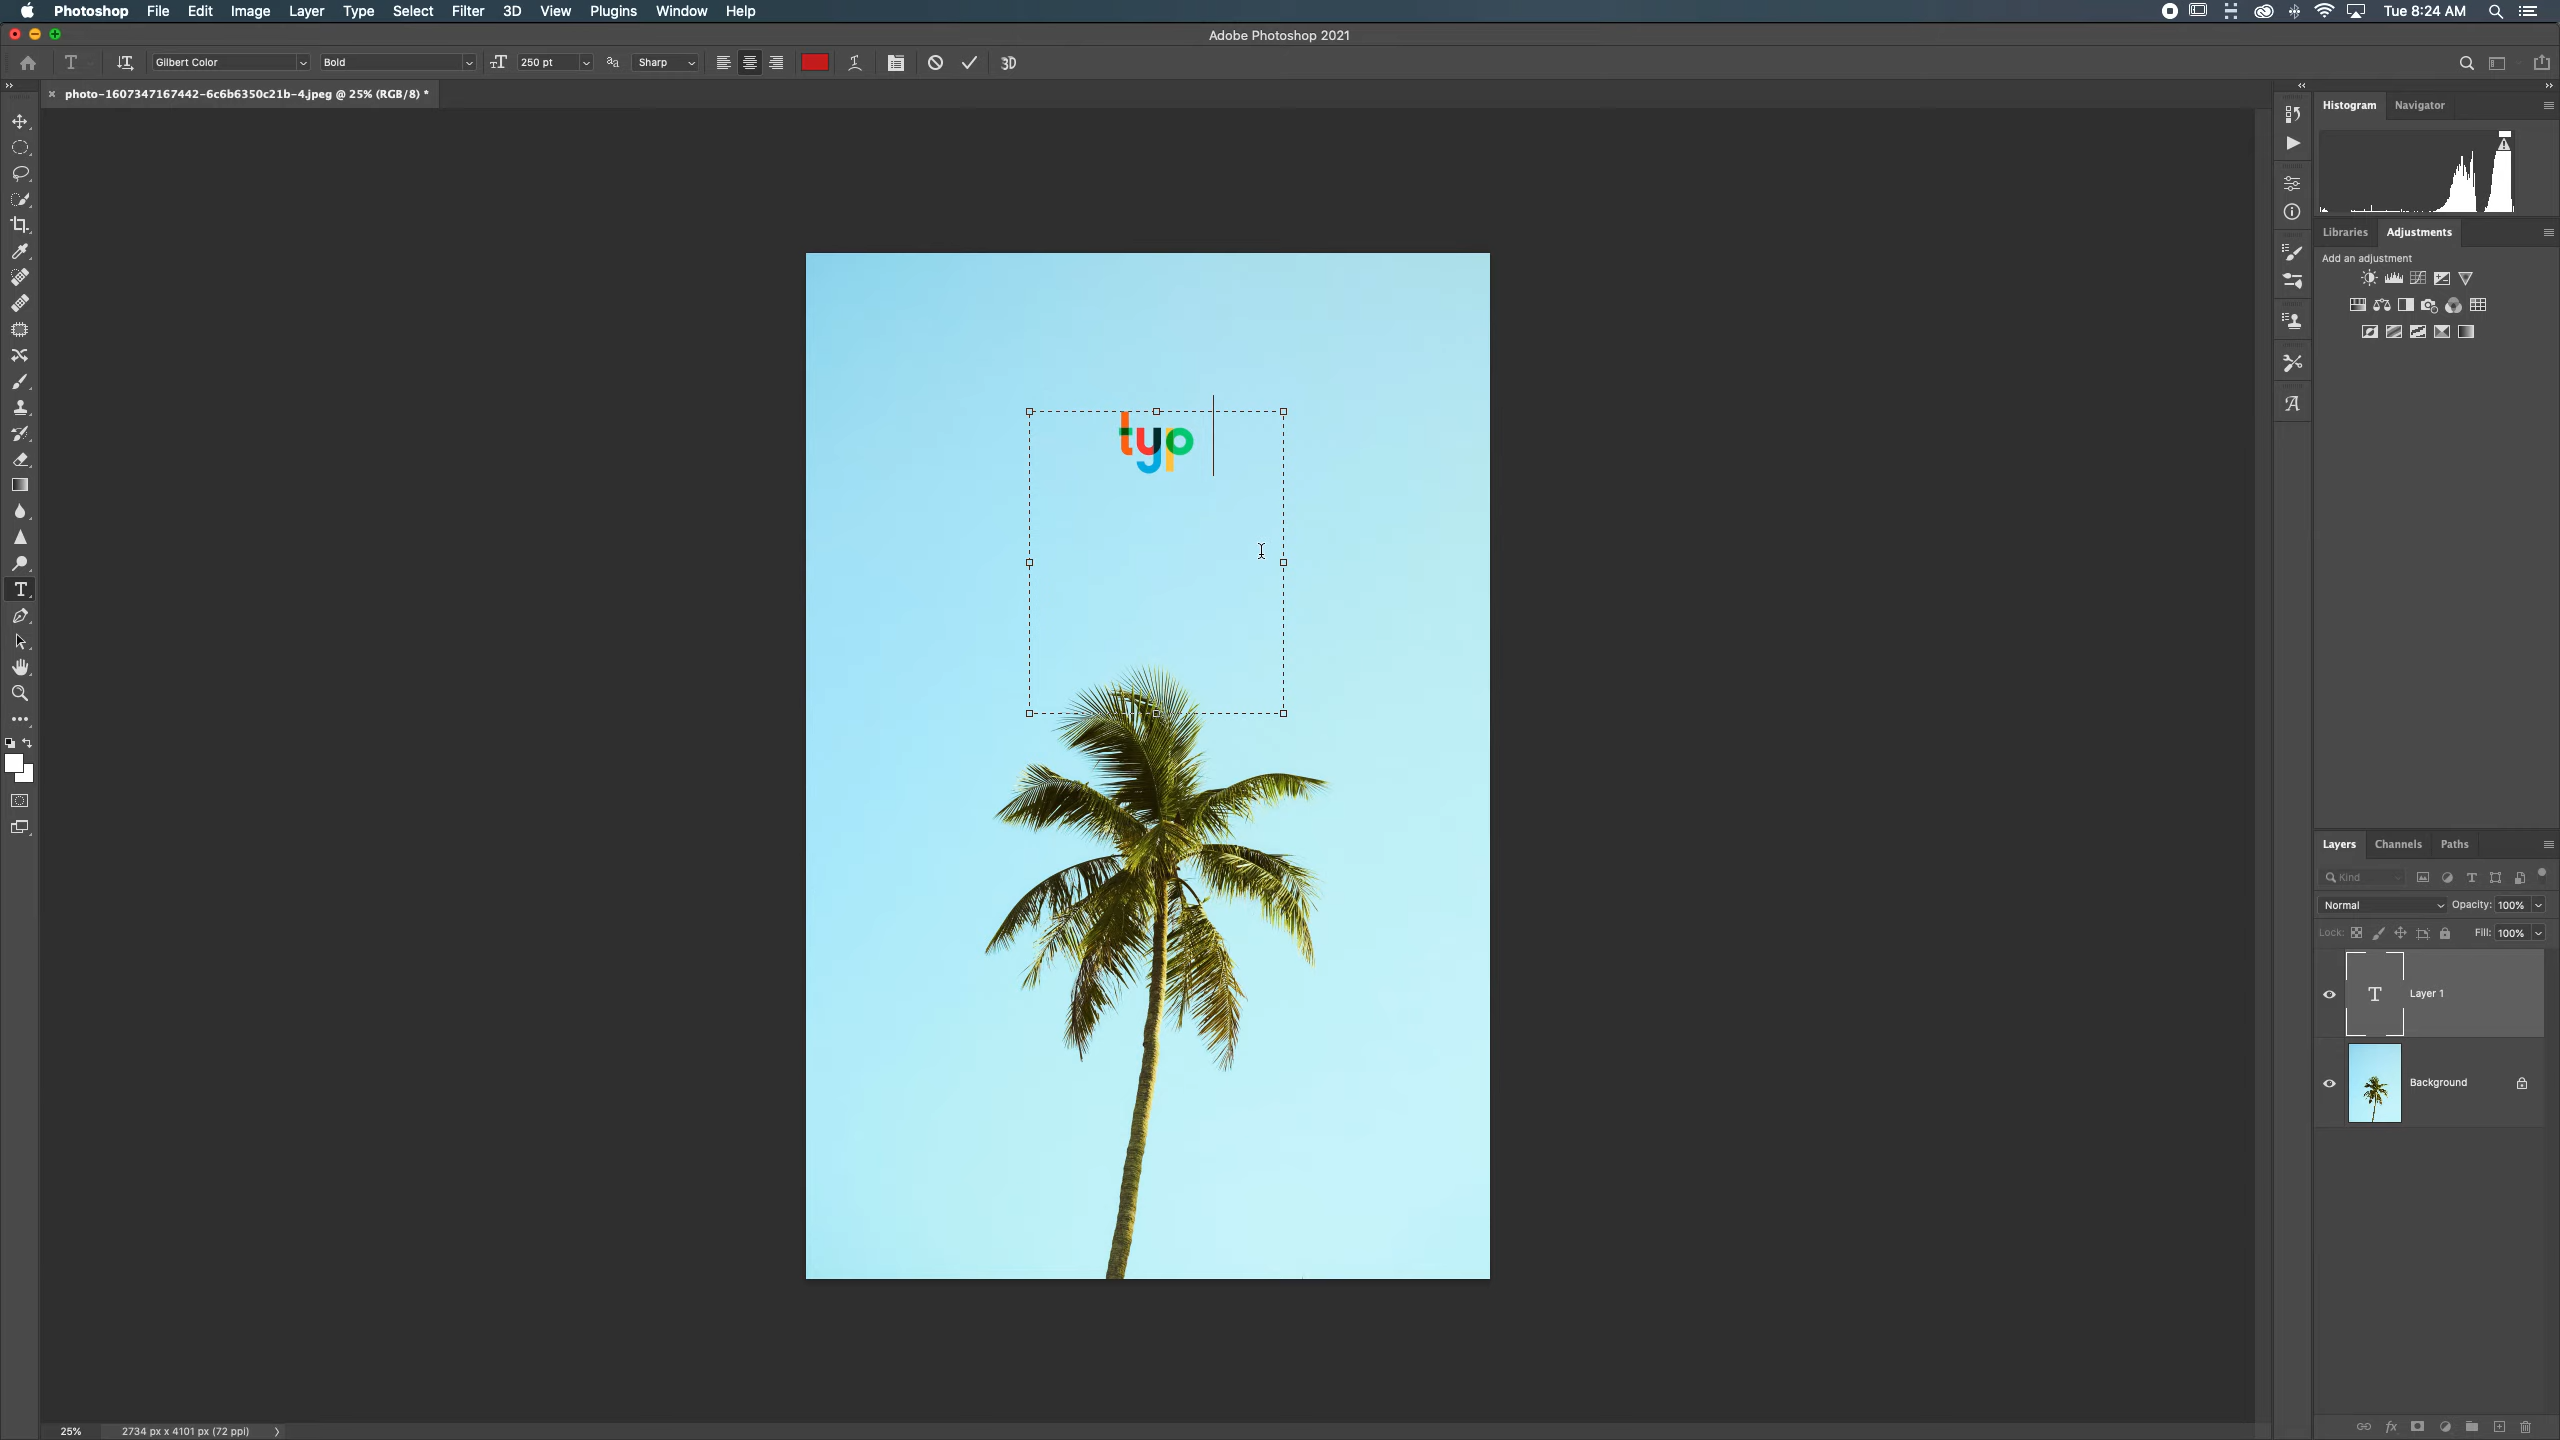 Photoshop File Edit Image Layer Type Select Filter 3D View Plugins Window Help Tue 8:24 AM
Adobe Photoshop 2021
T Gilbert Color Bold 250 pt Sharp 3D
photo-1607347167442-6c6b6350c21b-4.jpeg @ 25% (RGB/8) *
Histogram Navigator
Libraries Adjustments
Add an adjustment
typ
Layers Channels Paths
Kind
Normal Opacity: 100%
Lock: Fill: 100%
T Layer 1
Background
25% 2734 px x 4101 px (72 ppi)